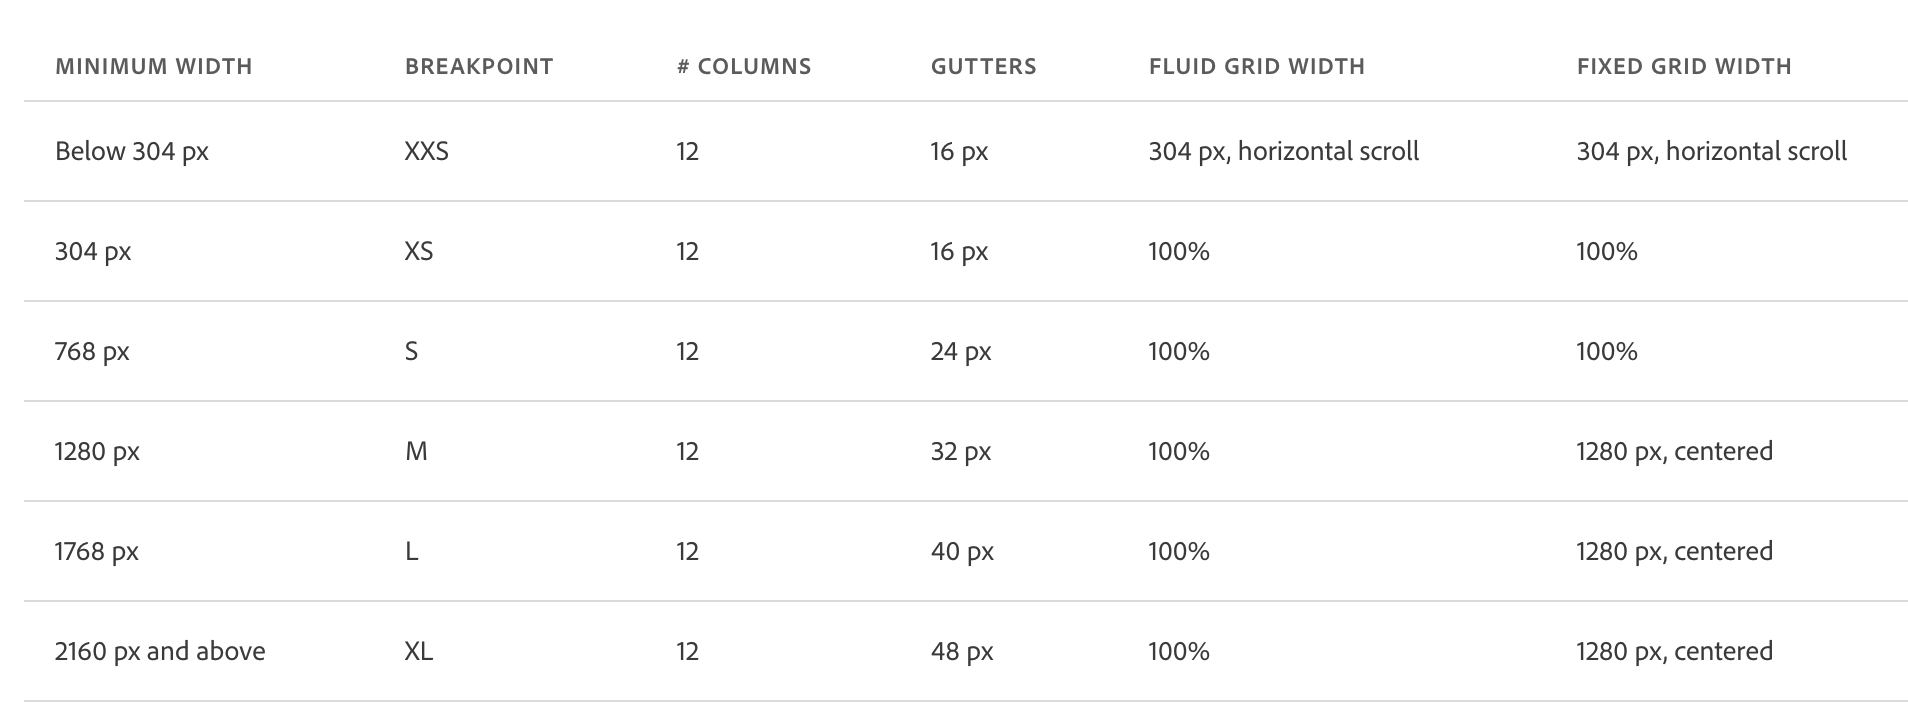 MINIMUM WIDTH BREAKPOINT # COLUMNS GUTTERS FLUID GRID WIDTH FIXED GRID WIDTH
Below 304 px XXS 12 16 px 304 px, horizontal scroll 304 px, horizontal scroll
304 px XS 12 16 px 100% 100%
768 px S 12 24 px 100% 100%
1280 px M 12 32 px 100% 1280 px, centered
1768 px L 12 40 px 100% 1280 px, centered
2160 px and above XL 12 48 px 100% 1280 px, centered